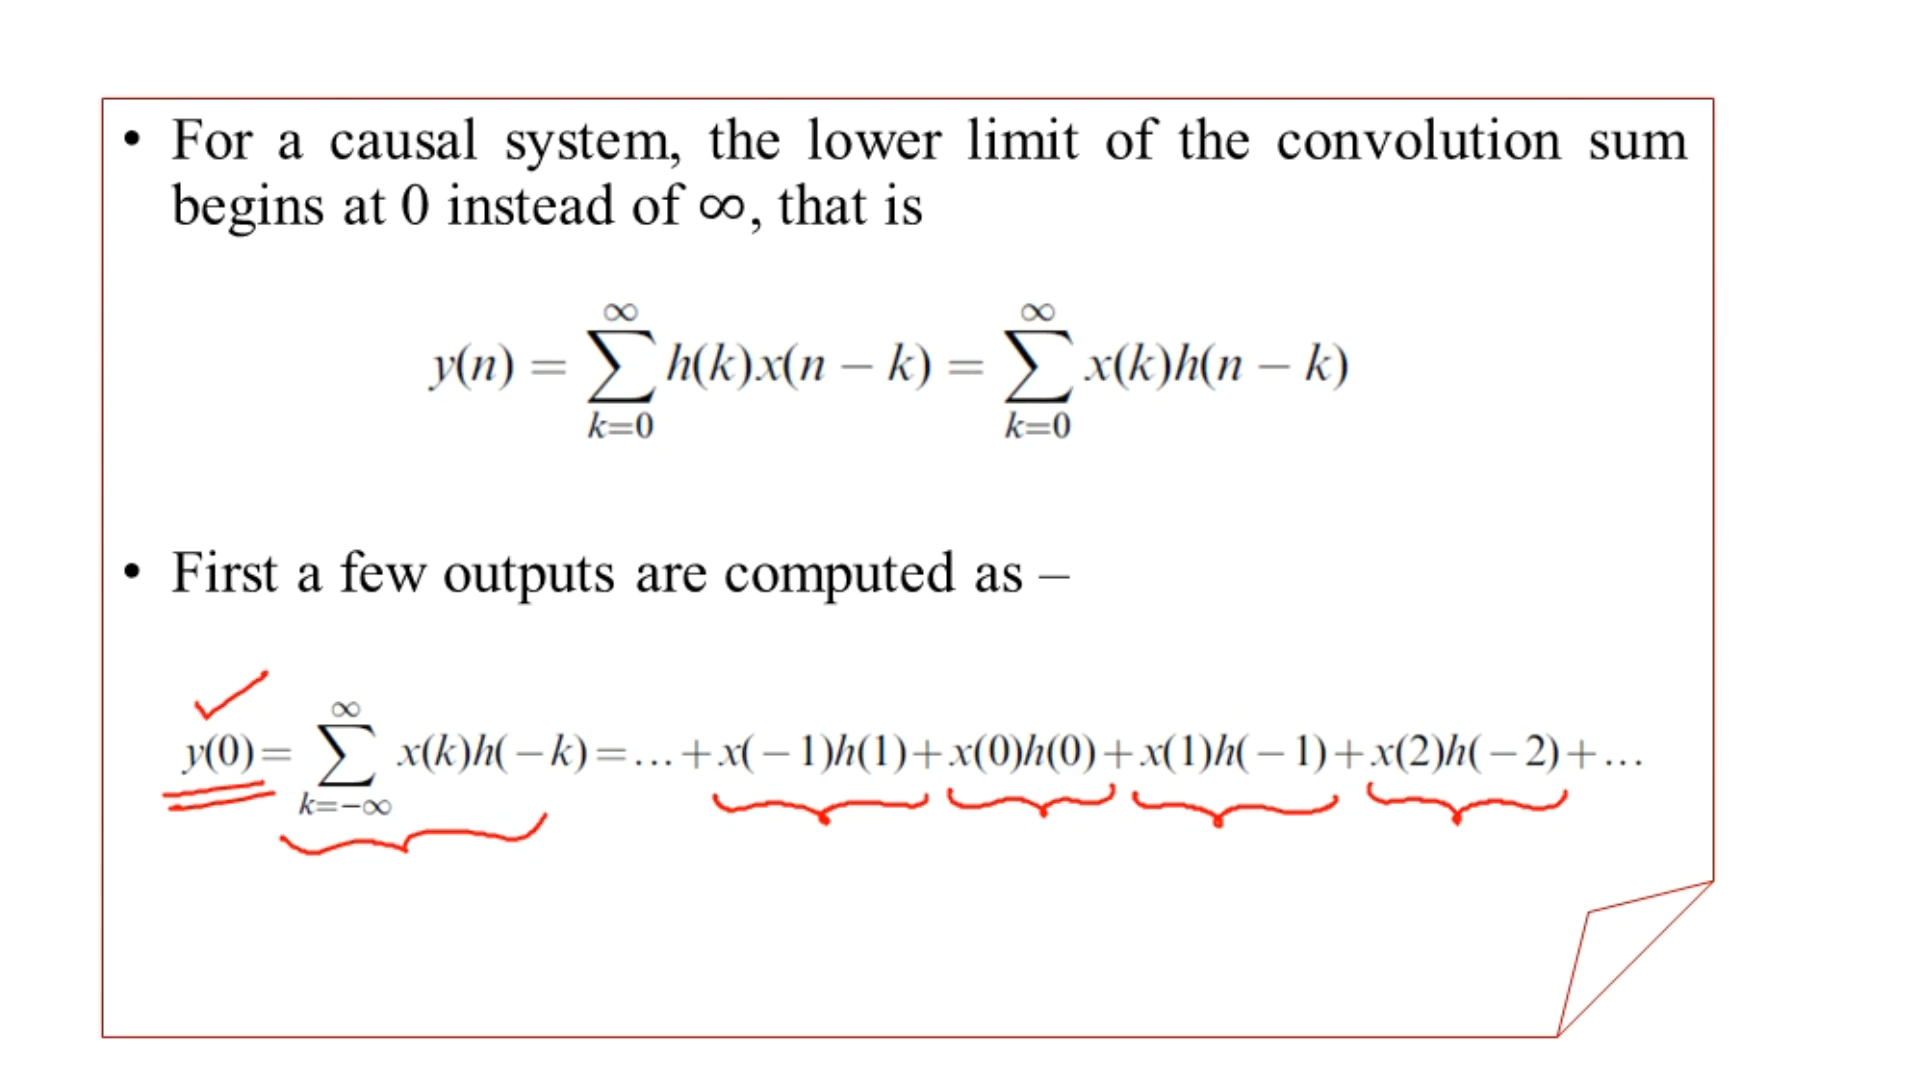 • For a causal system, the lower limit of the convolution sum
begins at 0 instead of ∞, that is
y(n) = ∑_{k=0}^{∞} h(k)x(n − k) = ∑_{k=0}^{∞} x(k)h(n − k)
• First a few outputs are computed as –
y(0) = ∑_{k=−∞}^{∞} x(k)h(−k) = ... + x(−1)h(1) + x(0)h(0) + x(1)h(−1) + x(2)h(−2) + ...